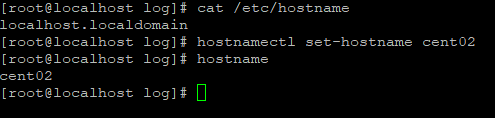 [root@localhost log]# cat /etc/hostname
localhost.localdomain
[root@localhost log]# hostnamectl set-hostname cent02
[root@localhost log]# hostname
cent02
[root@localhost log]#